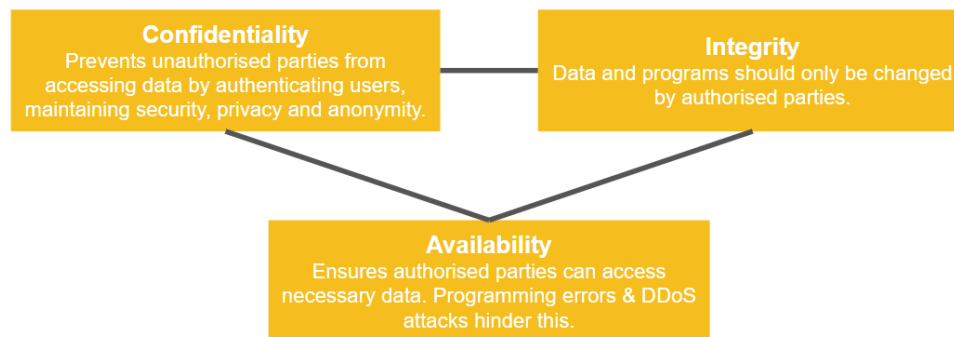 Confidentiality
Prevents unauthorised parties from
accessing data by authenticating users,
maintaining security, privacy and anonymity.
Integrity
Data and programs should only be changed
by authorised parties.
Availability
Ensures authorised parties can access
necessary data. Programming errors & DDoS
attacks hinder this.